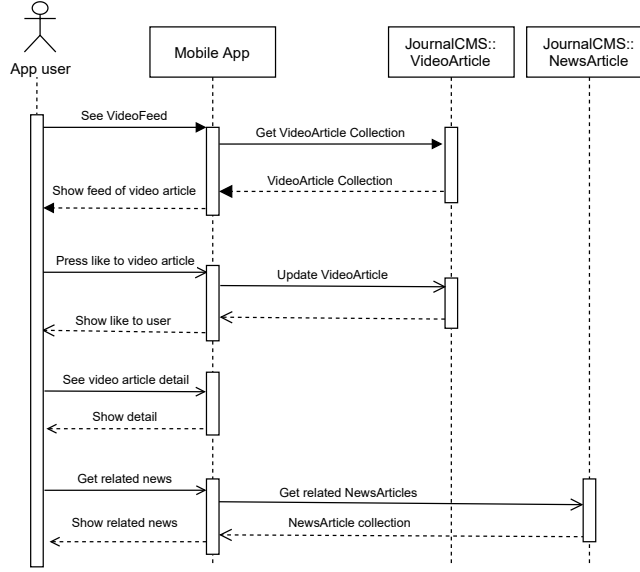 App user
Mobile App
JournalCMS::
VideoArticle
JournalCMS::
NewsArticle
See VideoFeed
Get VideoArticle Collection
VideoArticle Collection
Show feed of video article
Press like to video article
Update VideoArticle
Show like to user
See video article detail
Show detail
Get related news
Get related NewsArticles
Show related news
NewsArticle collection